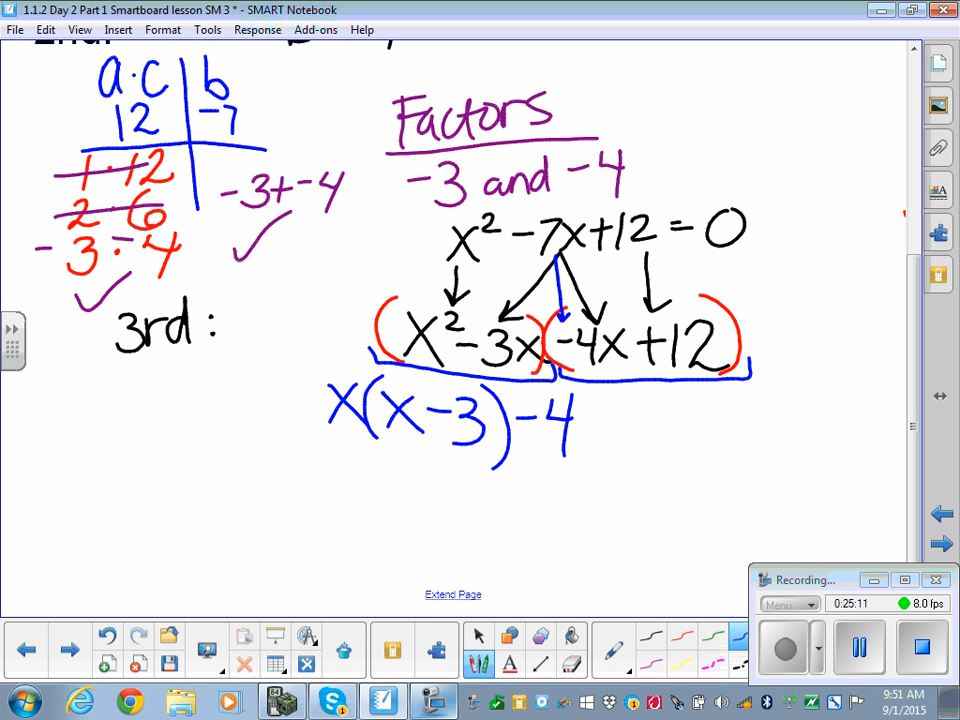 1.1.2 Day 2 Part 1 Smartboard lesson SM 3 * - SMART Notebook
File Edit View Insert Format Tools Response Add-ons Help
a·c b
12 -7
1·12
2·6
-3·-4
-3+-4
Factors
-3 and -4
x² -7x+12 = 0
3rd:
(x² -3x)(-4x+12)
x(x-3)-4
Extend Page
Recording...
Menu
0:25:11
8.0 fps
9:51 AM
9/1/2015